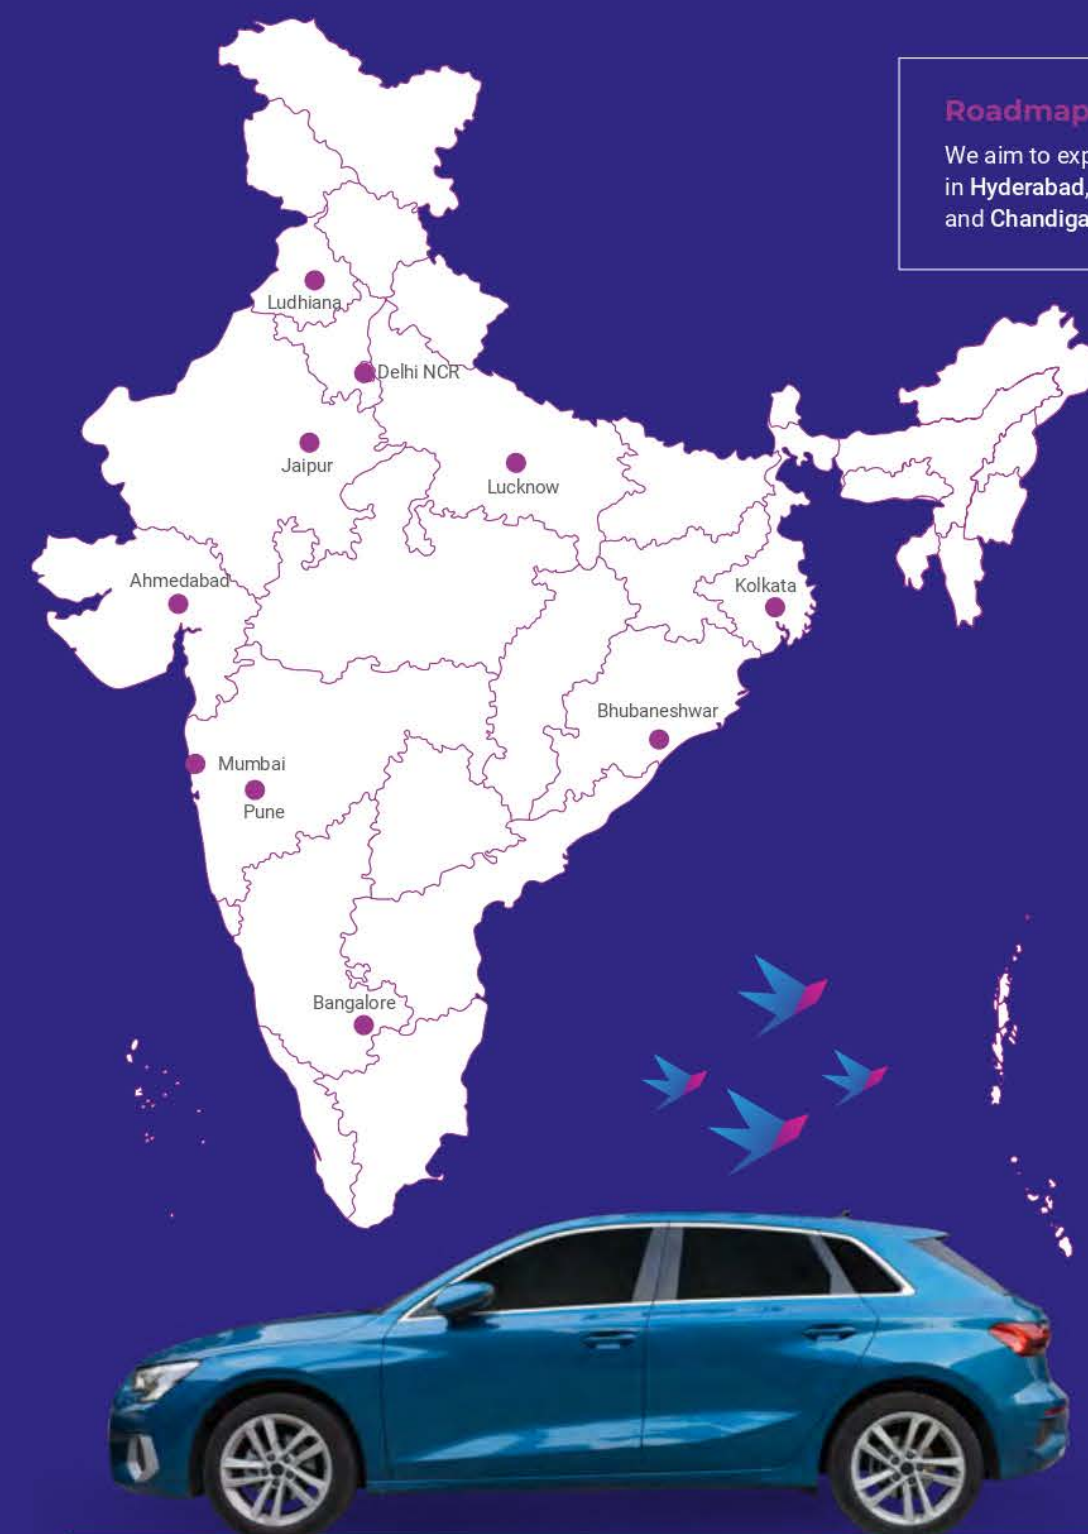 Roadmap
We aim to exp
in Hyderabad,
and Chandiga
Ludhiana
Delhi NCR
Jaipur
Lucknow
Ahmedabad
Kolkata
Bhubaneshwar
Mumbai
Pune
Bangalore